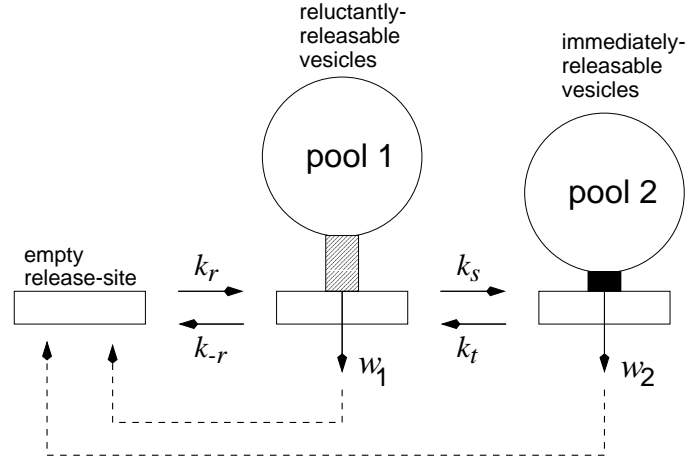 reluctantly-
releasable
vesicles
immediately-
releasable
vesicles
pool 1
pool 2
empty
release-site
k_r
k_s
k_-r
k_t
w_1
w_2